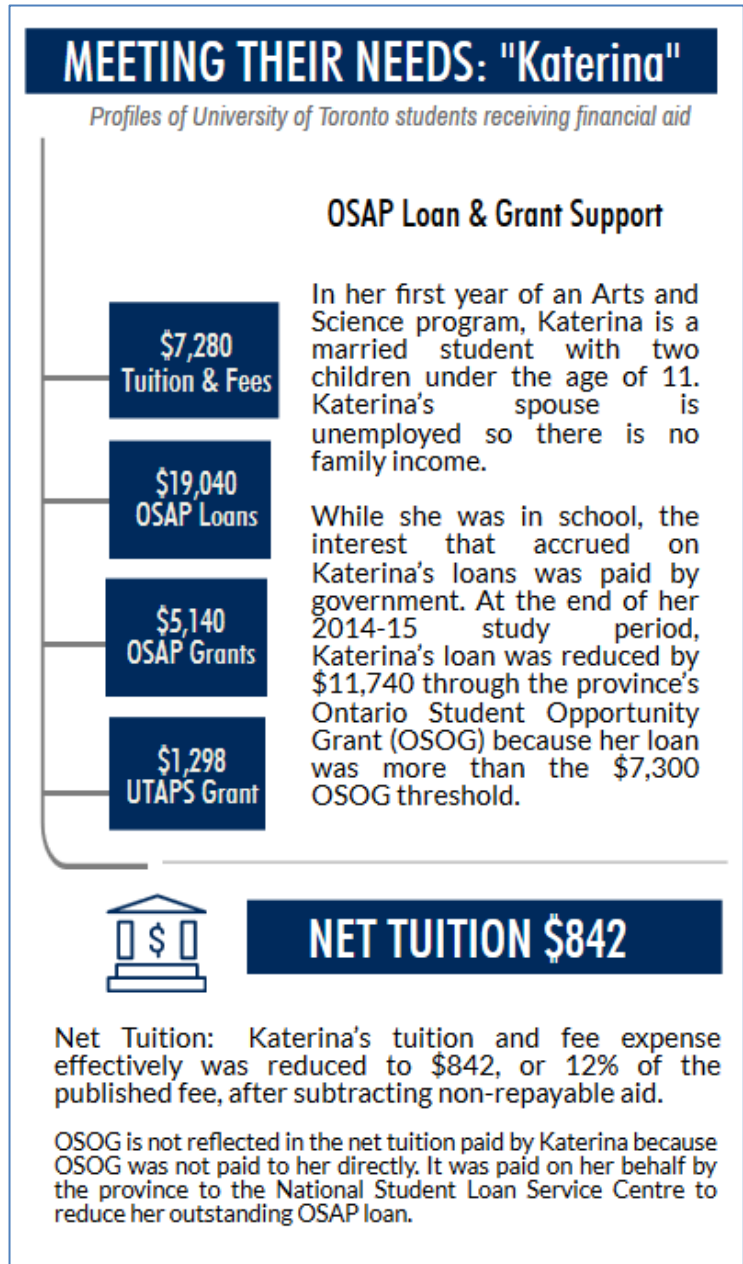 MEETING THEIR NEEDS: "Katerina"
Profiles of University of Toronto students receiving financial aid
OSAP Loan & Grant Support
$7,280
Tuition & Fees
$19,040
OSAP Loans
$5,140
OSAP Grants
$1,298
UTAPS Grant
In her first year of an Arts and
Science program, Katerina is a
married student with two
children under the age of 11.
Katerina's spouse is
unemployed so there is no
family income.
While she was in school, the
interest that accrued on
Katerina's loans was paid by
government. At the end of her
2014-15 study period,
Katerina's loan was reduced by
$11,740 through the province's
Ontario Student Opportunity
Grant (OSOG) because her loan
was more than the $7,300
OSOG threshold.
$
NET TUITION $842
Net Tuition: Katerina's tuition and fee expense
effectively was reduced to $842, or 12% of the
published fee, after subtracting non-repayable aid.
OSOG is not reflected in the net tuition paid by Katerina because
OSOG was not paid to her directly. It was paid on her behalf by
the province to the National Student Loan Service Centre to
reduce her outstanding OSAP loan.